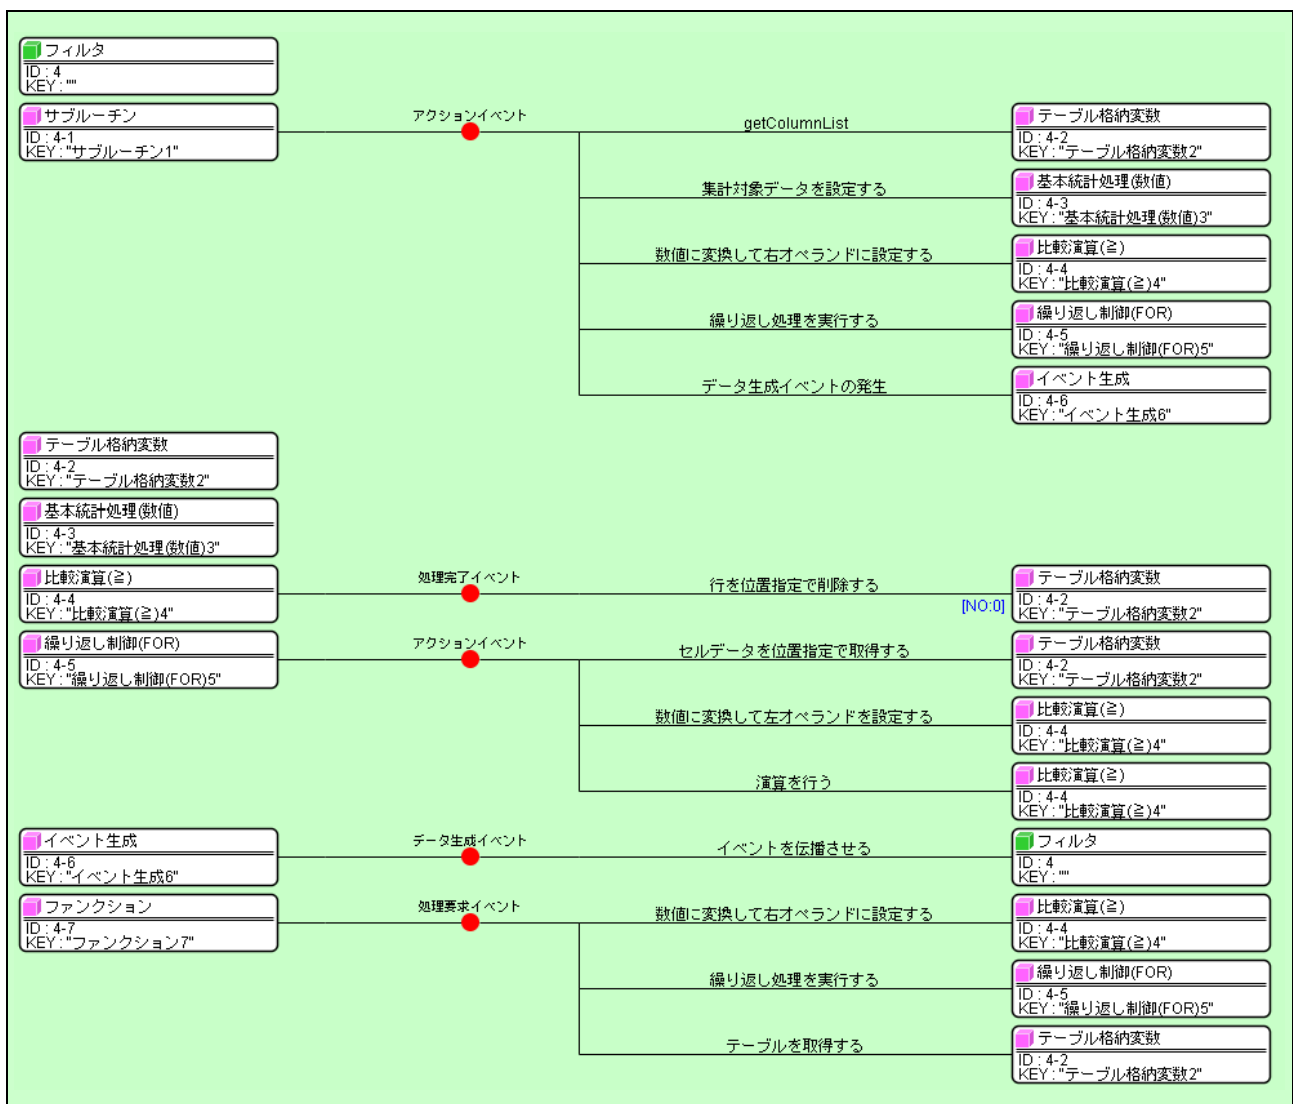 フィルタ
ID : 4
KEY : ""
サブルーチン
ID : 4-1
KEY : "サブルーチン1"
アクションイベント
getColumnList
テーブル格納変数
ID : 4-2
KEY : "テーブル格納変数2"
集計対象データを設定する
基本統計処理(数値)
ID : 4-3
KEY : "基本統計処理(数値)3"
数値に変換して右オペランドに設定する
比較演算(≧)
ID : 4-4
KEY : "比較演算(≧)4"
繰り返し処理を実行する
繰り返し制御(FOR)
ID : 4-5
KEY : "繰り返し制御(FOR)5"
データ生成イベントの発生
イベント生成
ID : 4-6
KEY : "イベント生成6"
テーブル格納変数
ID : 4-2
KEY : "テーブル格納変数2"
基本統計処理(数値)
ID : 4-3
KEY : "基本統計処理(数値)3"
比較演算(≧)
ID : 4-4
KEY : "比較演算(≧)4"
処理完了イベント
行を位置指定で削除する
[NO:0]
テーブル格納変数
ID : 4-2
KEY : "テーブル格納変数2"
繰り返し制御(FOR)
ID : 4-5
KEY : "繰り返し制御(FOR)5"
アクションイベント
セルデータを位置指定で取得する
テーブル格納変数
ID : 4-2
KEY : "テーブル格納変数2"
数値に変換して左オペランドを設定する
比較演算(≧)
ID : 4-4
KEY : "比較演算(≧)4"
演算を行う
比較演算(≧)
ID : 4-4
KEY : "比較演算(≧)4"
イベント生成
ID : 4-6
KEY : "イベント生成6"
データ生成イベント
イベントを伝播させる
フィルタ
ID : 4
KEY : ""
ファンクション
ID : 4-7
KEY : "ファンクション7"
処理要求イベント
数値に変換して右オペランドに設定する
比較演算(≧)
ID : 4-4
KEY : "比較演算(≧)4"
繰り返し処理を実行する
繰り返し制御(FOR)
ID : 4-5
KEY : "繰り返し制御(FOR)5"
テーブルを取得する
テーブル格納変数
ID : 4-2
KEY : "テーブル格納変数2"